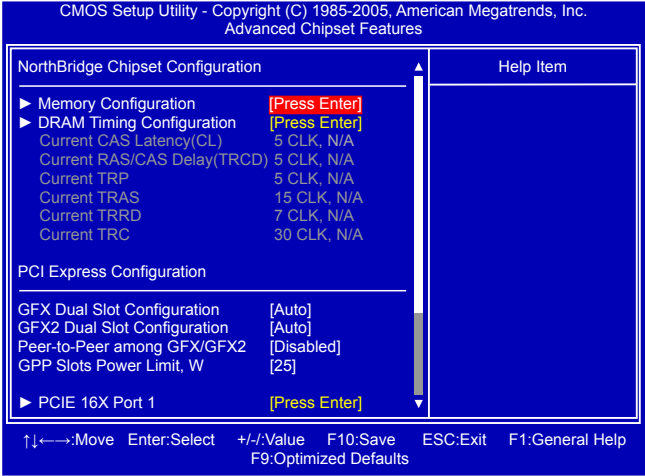 CMOS Setup Utility - Copyright (C) 1985-2005, American Megatrends, Inc.
Advanced Chipset Features
NorthBridge Chipset Configuration ▲
Help Item
► Memory Configuration [Press Enter]
► DRAM Timing Configuration [Press Enter]
Current CAS Latency(CL) 5 CLK, N/A
Current RAS/CAS Delay(TRCD) 5 CLK, N/A
Current TRP 5 CLK, N/A
Current TRAS 15 CLK, N/A
Current TRRD 7 CLK, N/A
Current TRC 30 CLK, N/A
PCI Express Configuration
GFX Dual Slot Configuration [Auto]
GFX2 Dual Slot Configuration [Auto]
Peer-to-Peer among GFX/GFX2 [Disabled]
GPP Slots Power Limit, W [25]
► PCIE 16X Port 1 [Press Enter] ▼
↑↓←→:Move Enter:Select +/-/:Value F10:Save ESC:Exit F1:General Help
F9:Optimized Defaults